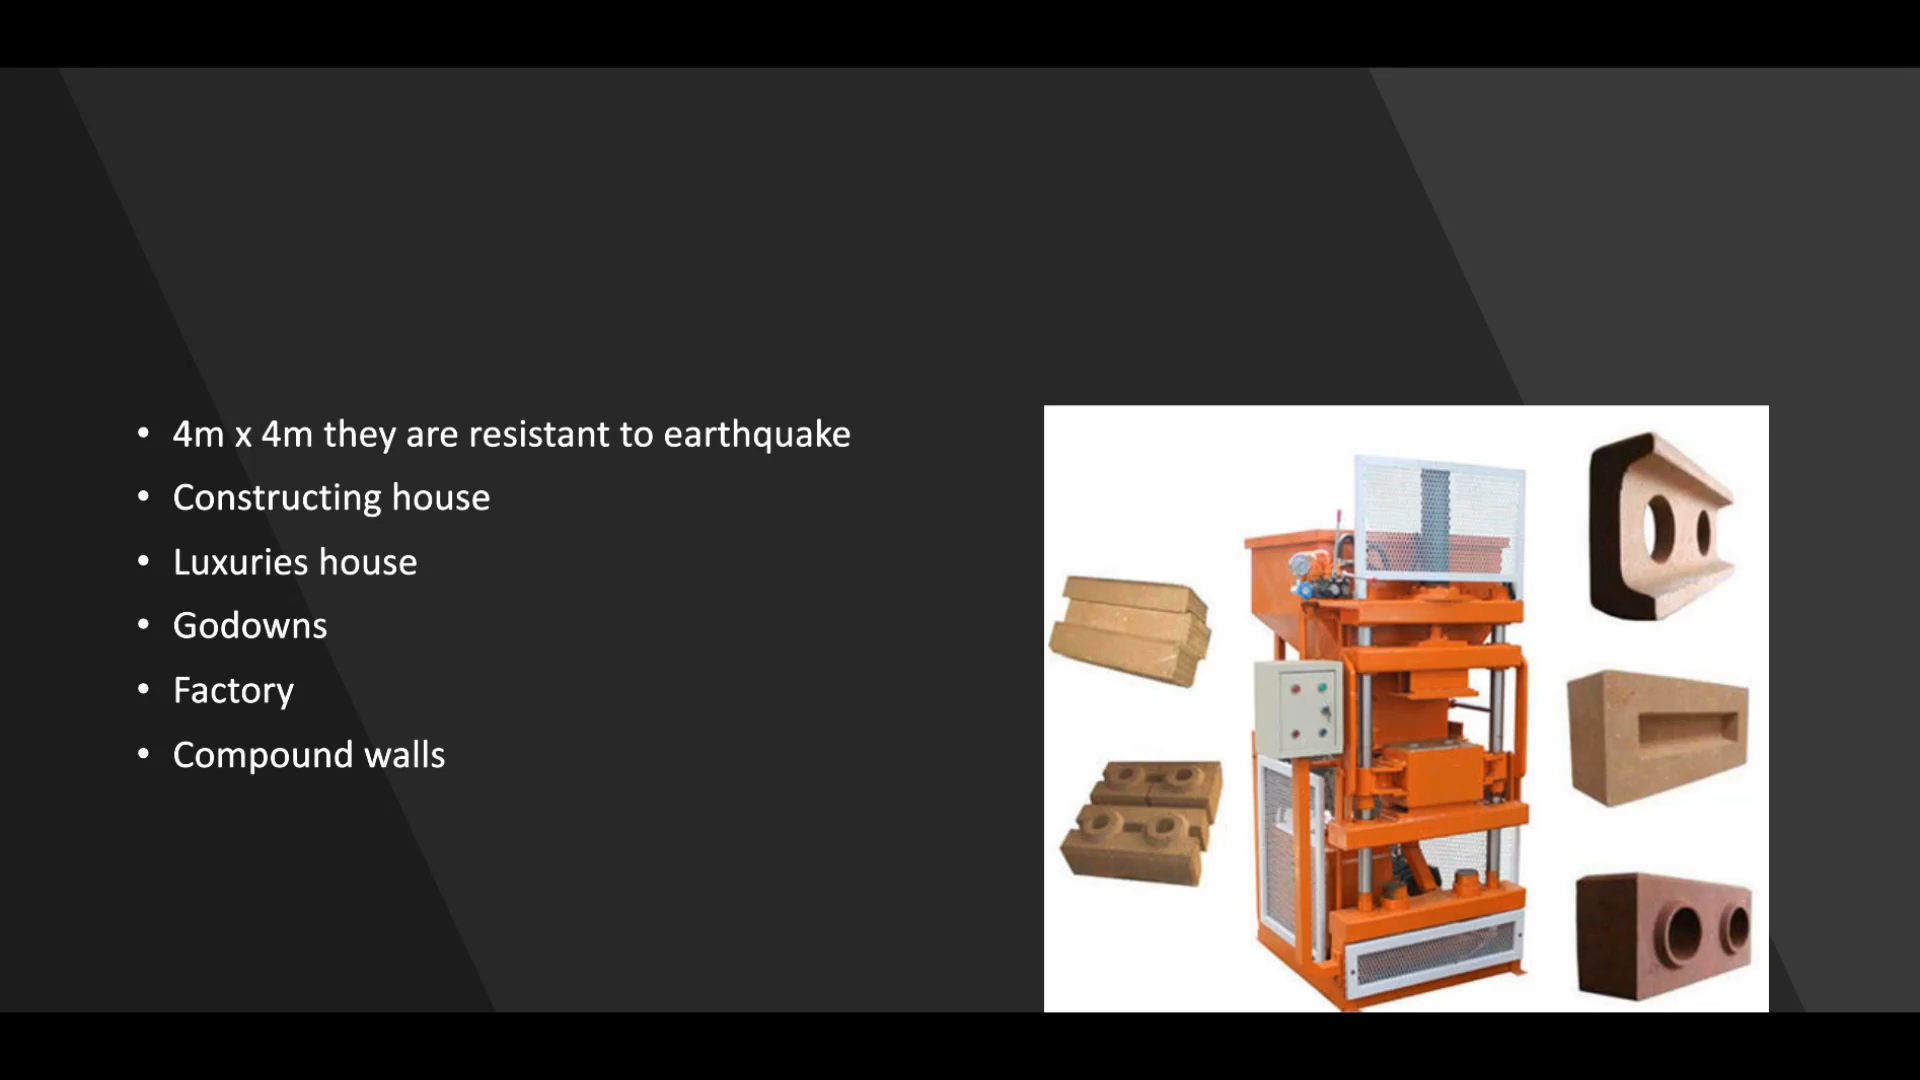 • 4m x 4m they are resistant to earthquake
• Constructing house
• Luxuries house
• Godowns
• Factory
• Compound walls